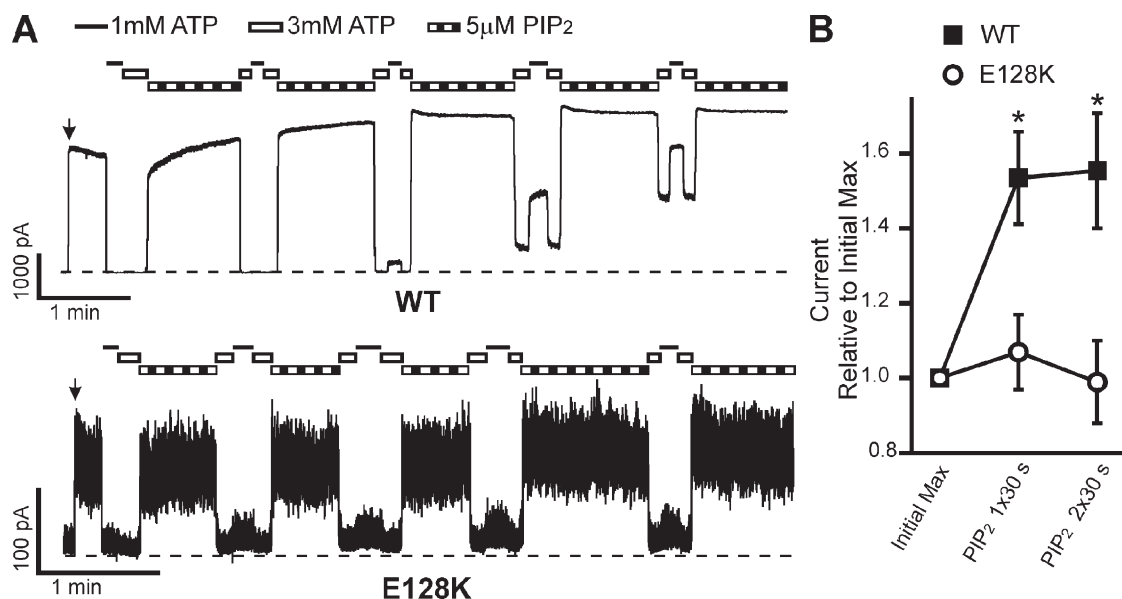 A
1mM ATP
3mM ATP
5μM PIP₂
1000 pA
1 min
WT
100 pA
1 min
E128K
B
WT
E128K
Current
Relative to Initial Max
1.6
1.4
1.2
1.0
0.8
*
*
Initial Max
PIP₂ 1x30 s
PIP₂ 2x30 s